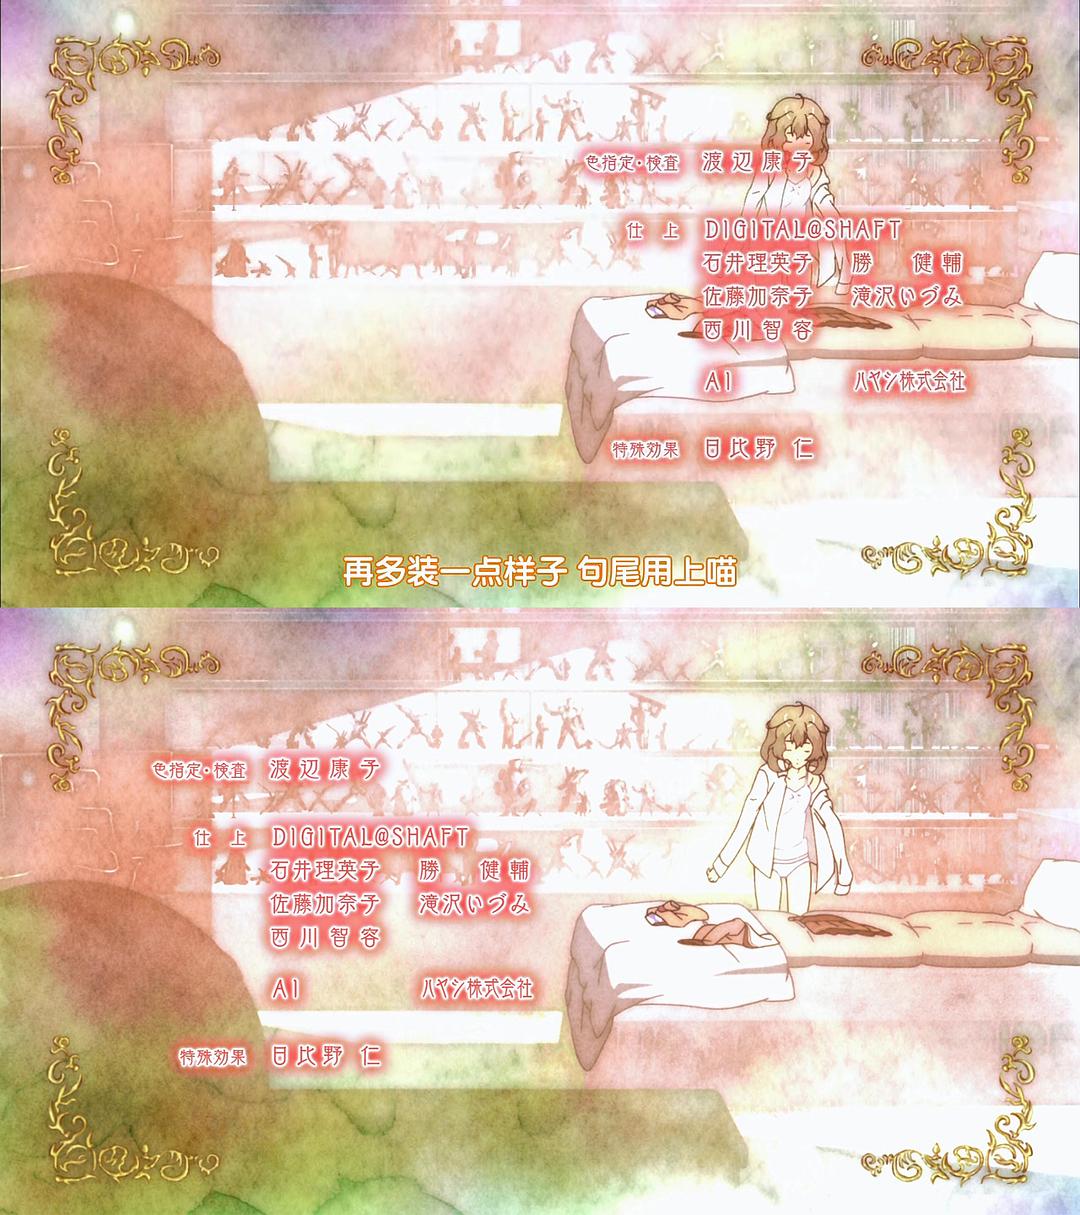 色指定・検査 渡辺康子
仕上 DIGITAL@SHAFT
石井理英子 勝 健輔
佐藤加奈子 滝沢いづみ
西川智容
A1 ハヤシ株式会社
特殊効果 日比野 仁
再多装一点样子 句尾用上喵
色指定・検査 渡辺康子
仕上 DIGITAL@SHAFT
石井理英子 勝 健輔
佐藤加奈子 滝沢いづみ
西川智容
A1 ハヤシ株式会社
特殊効果 日比野 仁